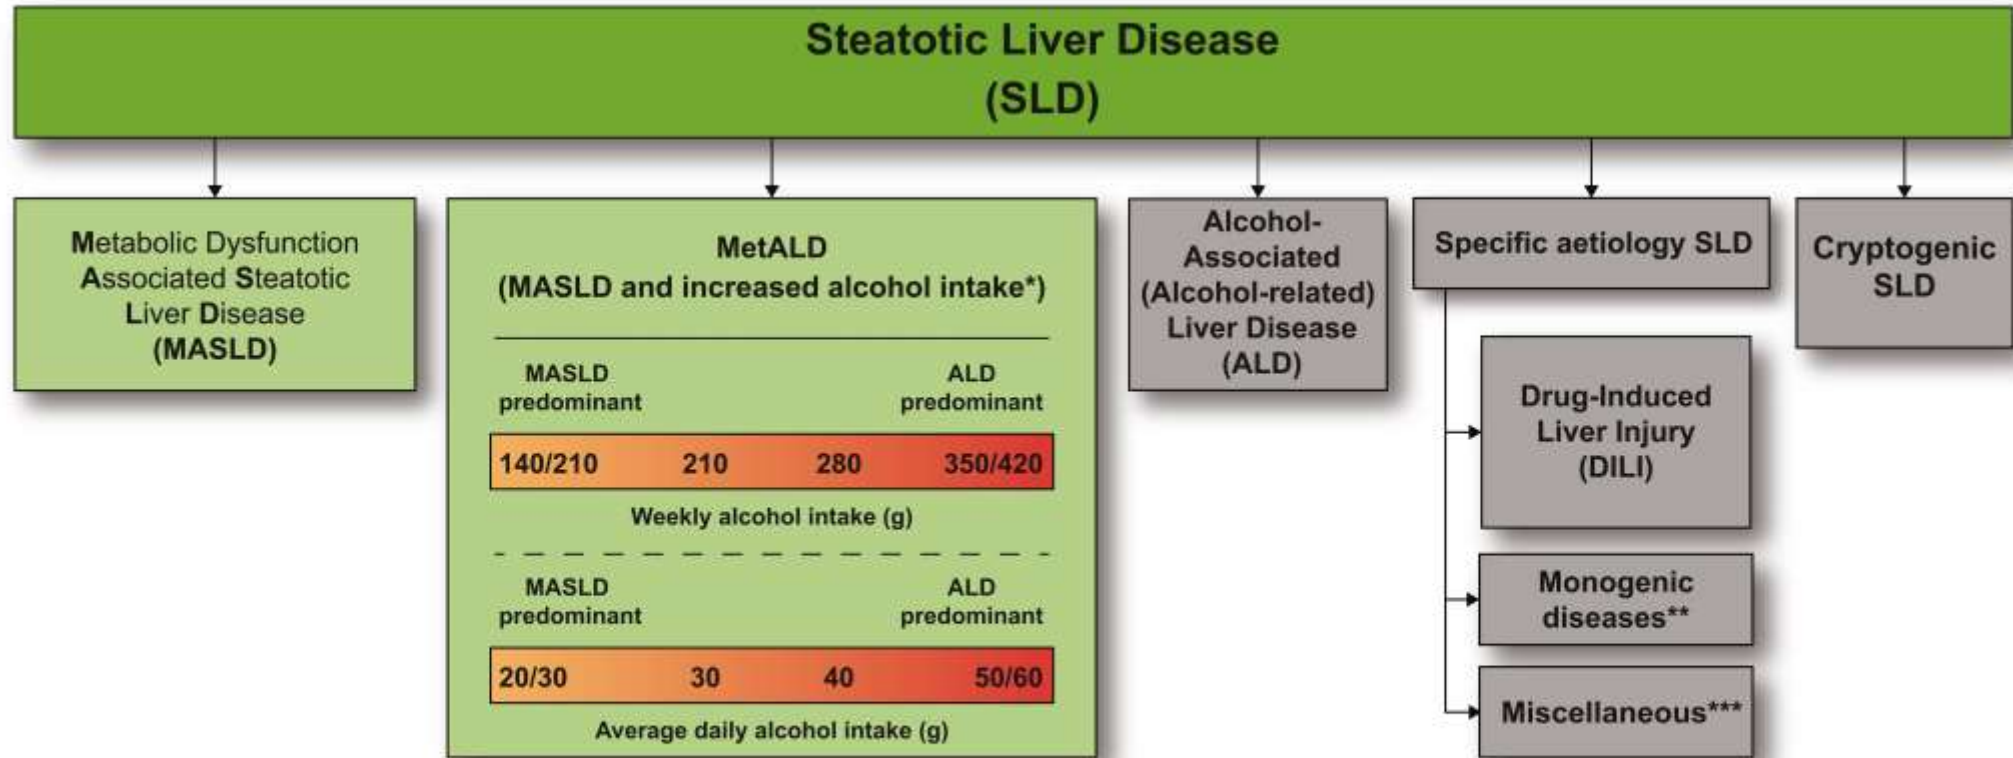 Steatotic Liver Disease
(SLD)
Metabolic Dysfunction
Associated Steatotic
Liver Disease
(MASLD)
MetALD
(MASLD and increased alcohol intake*)
MASLD
predominant
ALD
predominant
140/210 210 280 350/420
Weekly alcohol intake (g)
MASLD
predominant
ALD
predominant
20/30 30 40 50/60
Average daily alcohol intake (g)
Alcohol-
Associated
(Alcohol-related)
Liver Disease
(ALD)
Specific aetiology SLD
Drug-Induced
Liver Injury
(DILI)
Monogenic
diseases**
Miscellaneous***
Cryptogenic
SLD